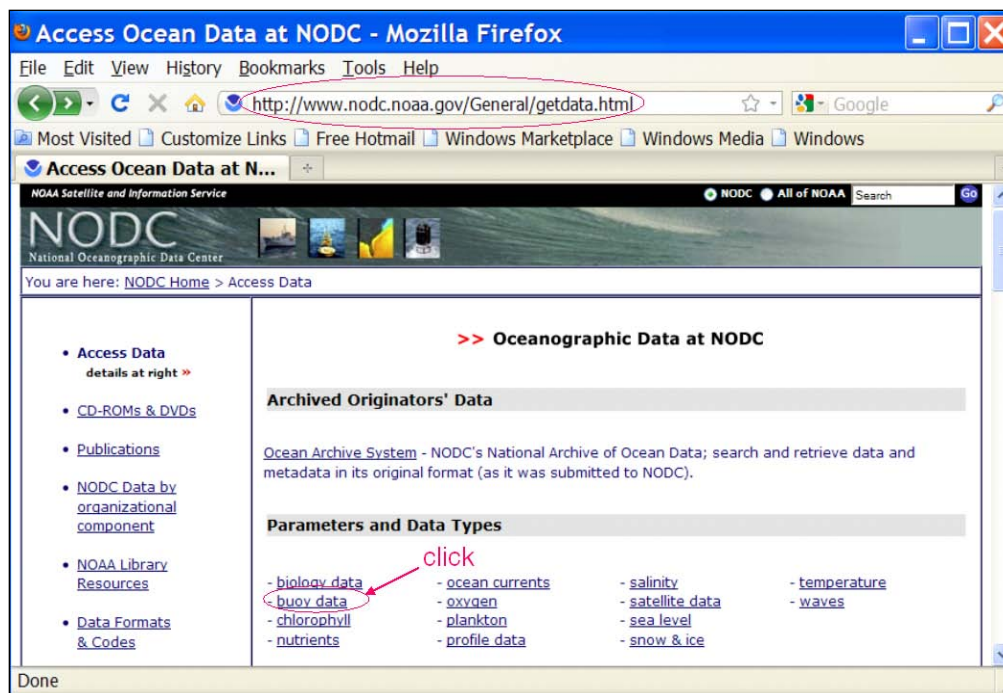 Access Ocean Data at NODC - Mozilla Firefox
File Edit View History Bookmarks Tools Help
http://www.nodc.noaa.gov/General/getdata.html Google
Most Visited Customize Links Free Hotmail Windows Marketplace Windows Media Windows
Access Ocean Data at N...
NOAA Satellite and Information Service NODC All of NOAA Search Go
NODC
National Oceanographic Data Center
You are here: NODC Home > Access Data
• Access Data
details at right »
• CD-ROMs & DVDs
• Publications
• NODC Data by
organizational
component
• NOAA Library
Resources
• Data Formats
& Codes
>> Oceanographic Data at NODC
Archived Originators' Data
Ocean Archive System - NODC's National Archive of Ocean Data; search and retrieve data and
metadata in its original format (as it was submitted to NODC).
Parameters and Data Types
click
- biology data - ocean currents - salinity - temperature
- buoy data - oxygen - satellite data - waves
- chlorophyll - plankton - sea level
- nutrients - profile data - snow & ice
Done